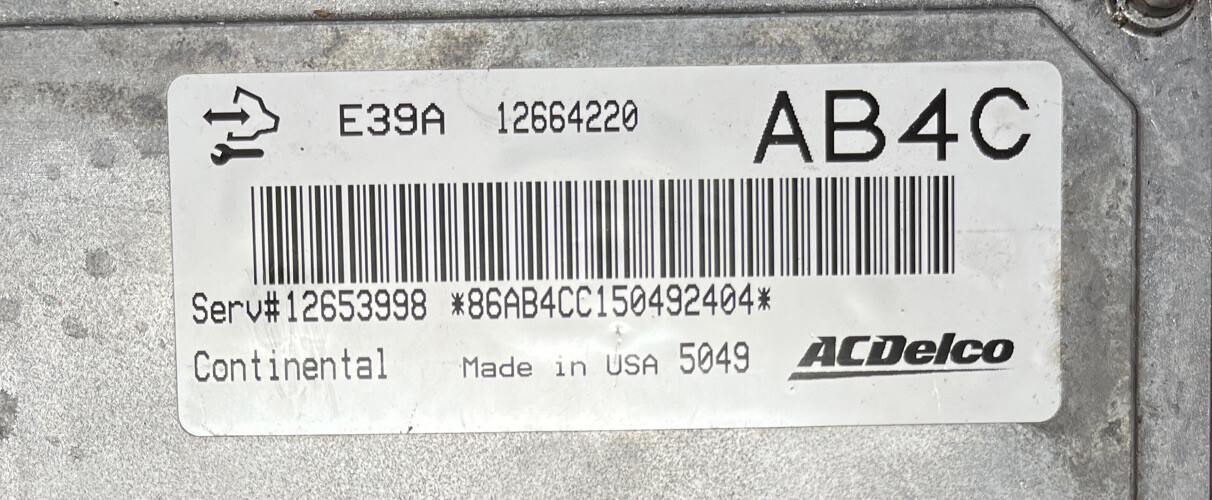 E39A 12664220 AB4C
Serv#12653998 *86AB4CC150492404*
Continental Made in USA 5049 ACDelco